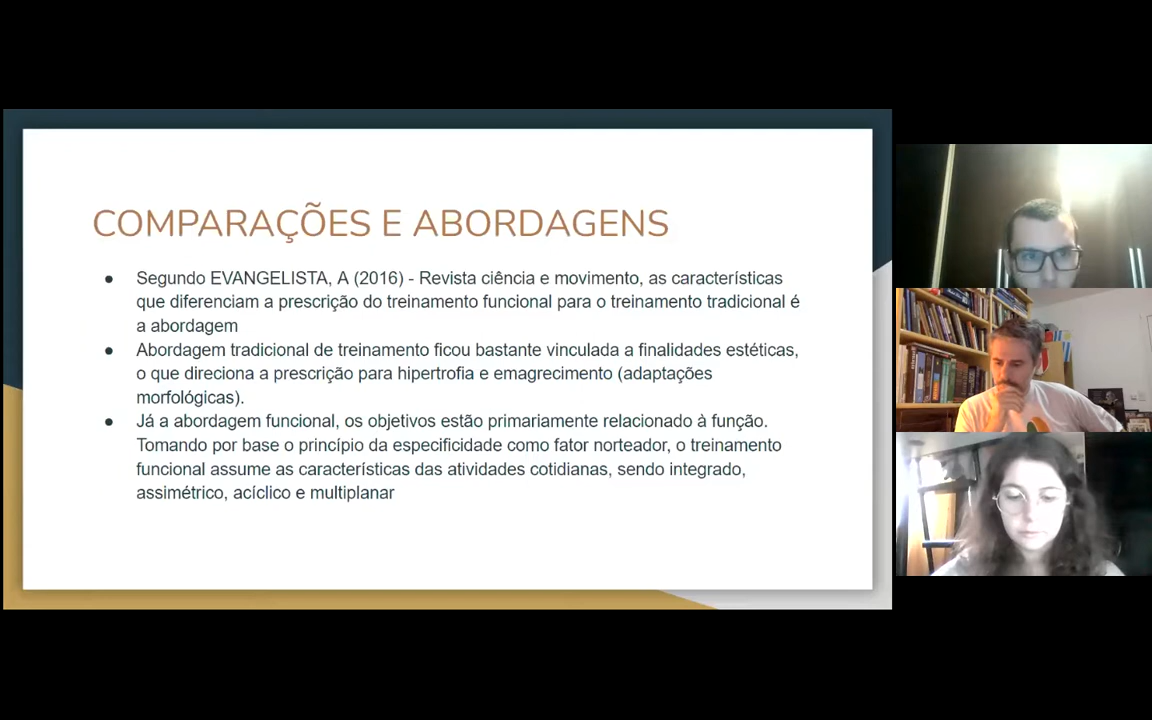 COMPARAÇÕES E ABORDAGENS
● Segundo EVANGELISTA, A (2016) - Revista ciência e movimento, as características
que diferenciam a prescrição do treinamento funcional para o treinamento tradicional é
a abordagem
● Abordagem tradicional de treinamento ficou bastante vinculada a finalidades estéticas,
o que direciona a prescrição para hipertrofia e emagrecimento (adaptações
morfológicas).
● Já a abordagem funcional, os objetivos estão primariamente relacionado à função.
Tomando por base o princípio da especificidade como fator norteador, o treinamento
funcional assume as características das atividades cotidianas, sendo integrado,
assimétrico, acíclico e multiplanar